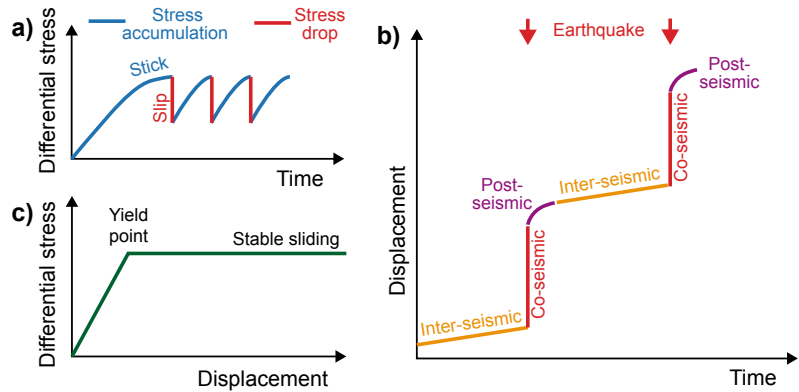 a)
Stress
accumulation
Stress
drop
Differential stress
Stick
Slip
Time
b)
Earthquake
Displacement
Inter-seismic
Co-seismic
Post-
seismic
Inter-seismic
Co-seismic
Post-
seismic
Time
c)
Differential stress
Yield
point
Stable sliding
Displacement